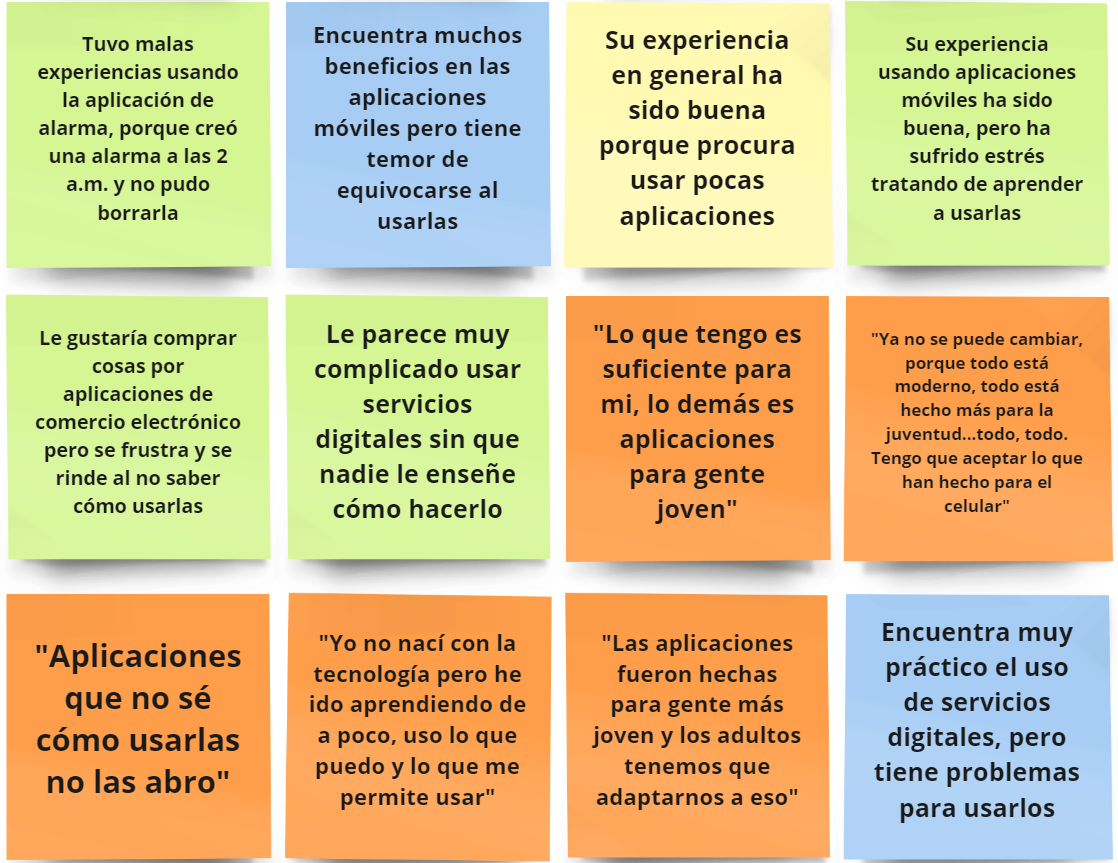 Tuvo malas
experiencias usando
la aplicación de
alarma, porque creó
una alarma a las 2
a.m. y no pudo
borrarla
Encuentra muchos
beneficios en las
aplicaciones
móviles pero tiene
temor de
equivocarse al
usarlas
Su experiencia
en general ha
sido buena
porque procura
usar pocas
aplicaciones
Su experiencia
usando aplicaciones
móviles ha sido
buena, pero ha
sufrido estrés
tratando de aprender
a usarlas
Le gustaría comprar
cosas por
aplicaciones de
comercio electrónico
pero se frustra y se
rinde al no saber
cómo usarlas
Le parece muy
complicado usar
servicios
digitales sin que
nadie le enseñe
cómo hacerlo
"Lo que tengo es
suficiente para
mi, lo demás es
aplicaciones
para gente
joven"
"Ya no se puede cambiar,
porque todo está
moderno, todo está
hecho más para la
juventud...todo, todo.
Tengo que aceptar lo que
han hecho para el
celular"
"Aplicaciones
que no sé
cómo usarlas
no las abro"
"Yo no nací con la
tecnología pero he
ido aprendiendo de
a poco, uso lo que
puedo y lo que me
permite usar"
"Las aplicaciones
fueron hechas
para gente más
joven y los adultos
tenemos que
adaptarnos a eso"
Encuentra muy
práctico el uso
de servicios
digitales, pero
tiene problemas
para usarlos